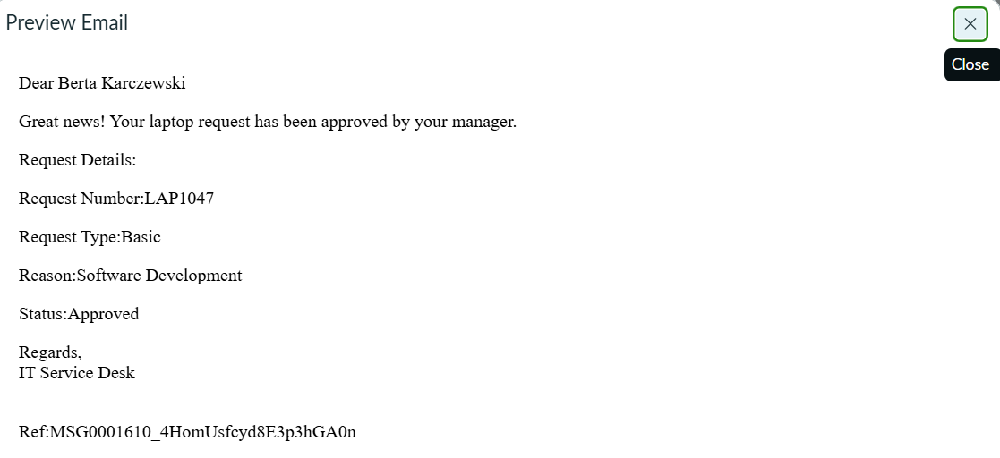 Preview Email
Close
Dear Berta Karczewski
Great news! Your laptop request has been approved by your manager.
Request Details:
Request Number:LAP1047
Request Type:Basic
Reason:Software Development
Status:Approved
Regards,
IT Service Desk
Ref:MSG0001610_4HomUsfcyd8E3p3hGA0n